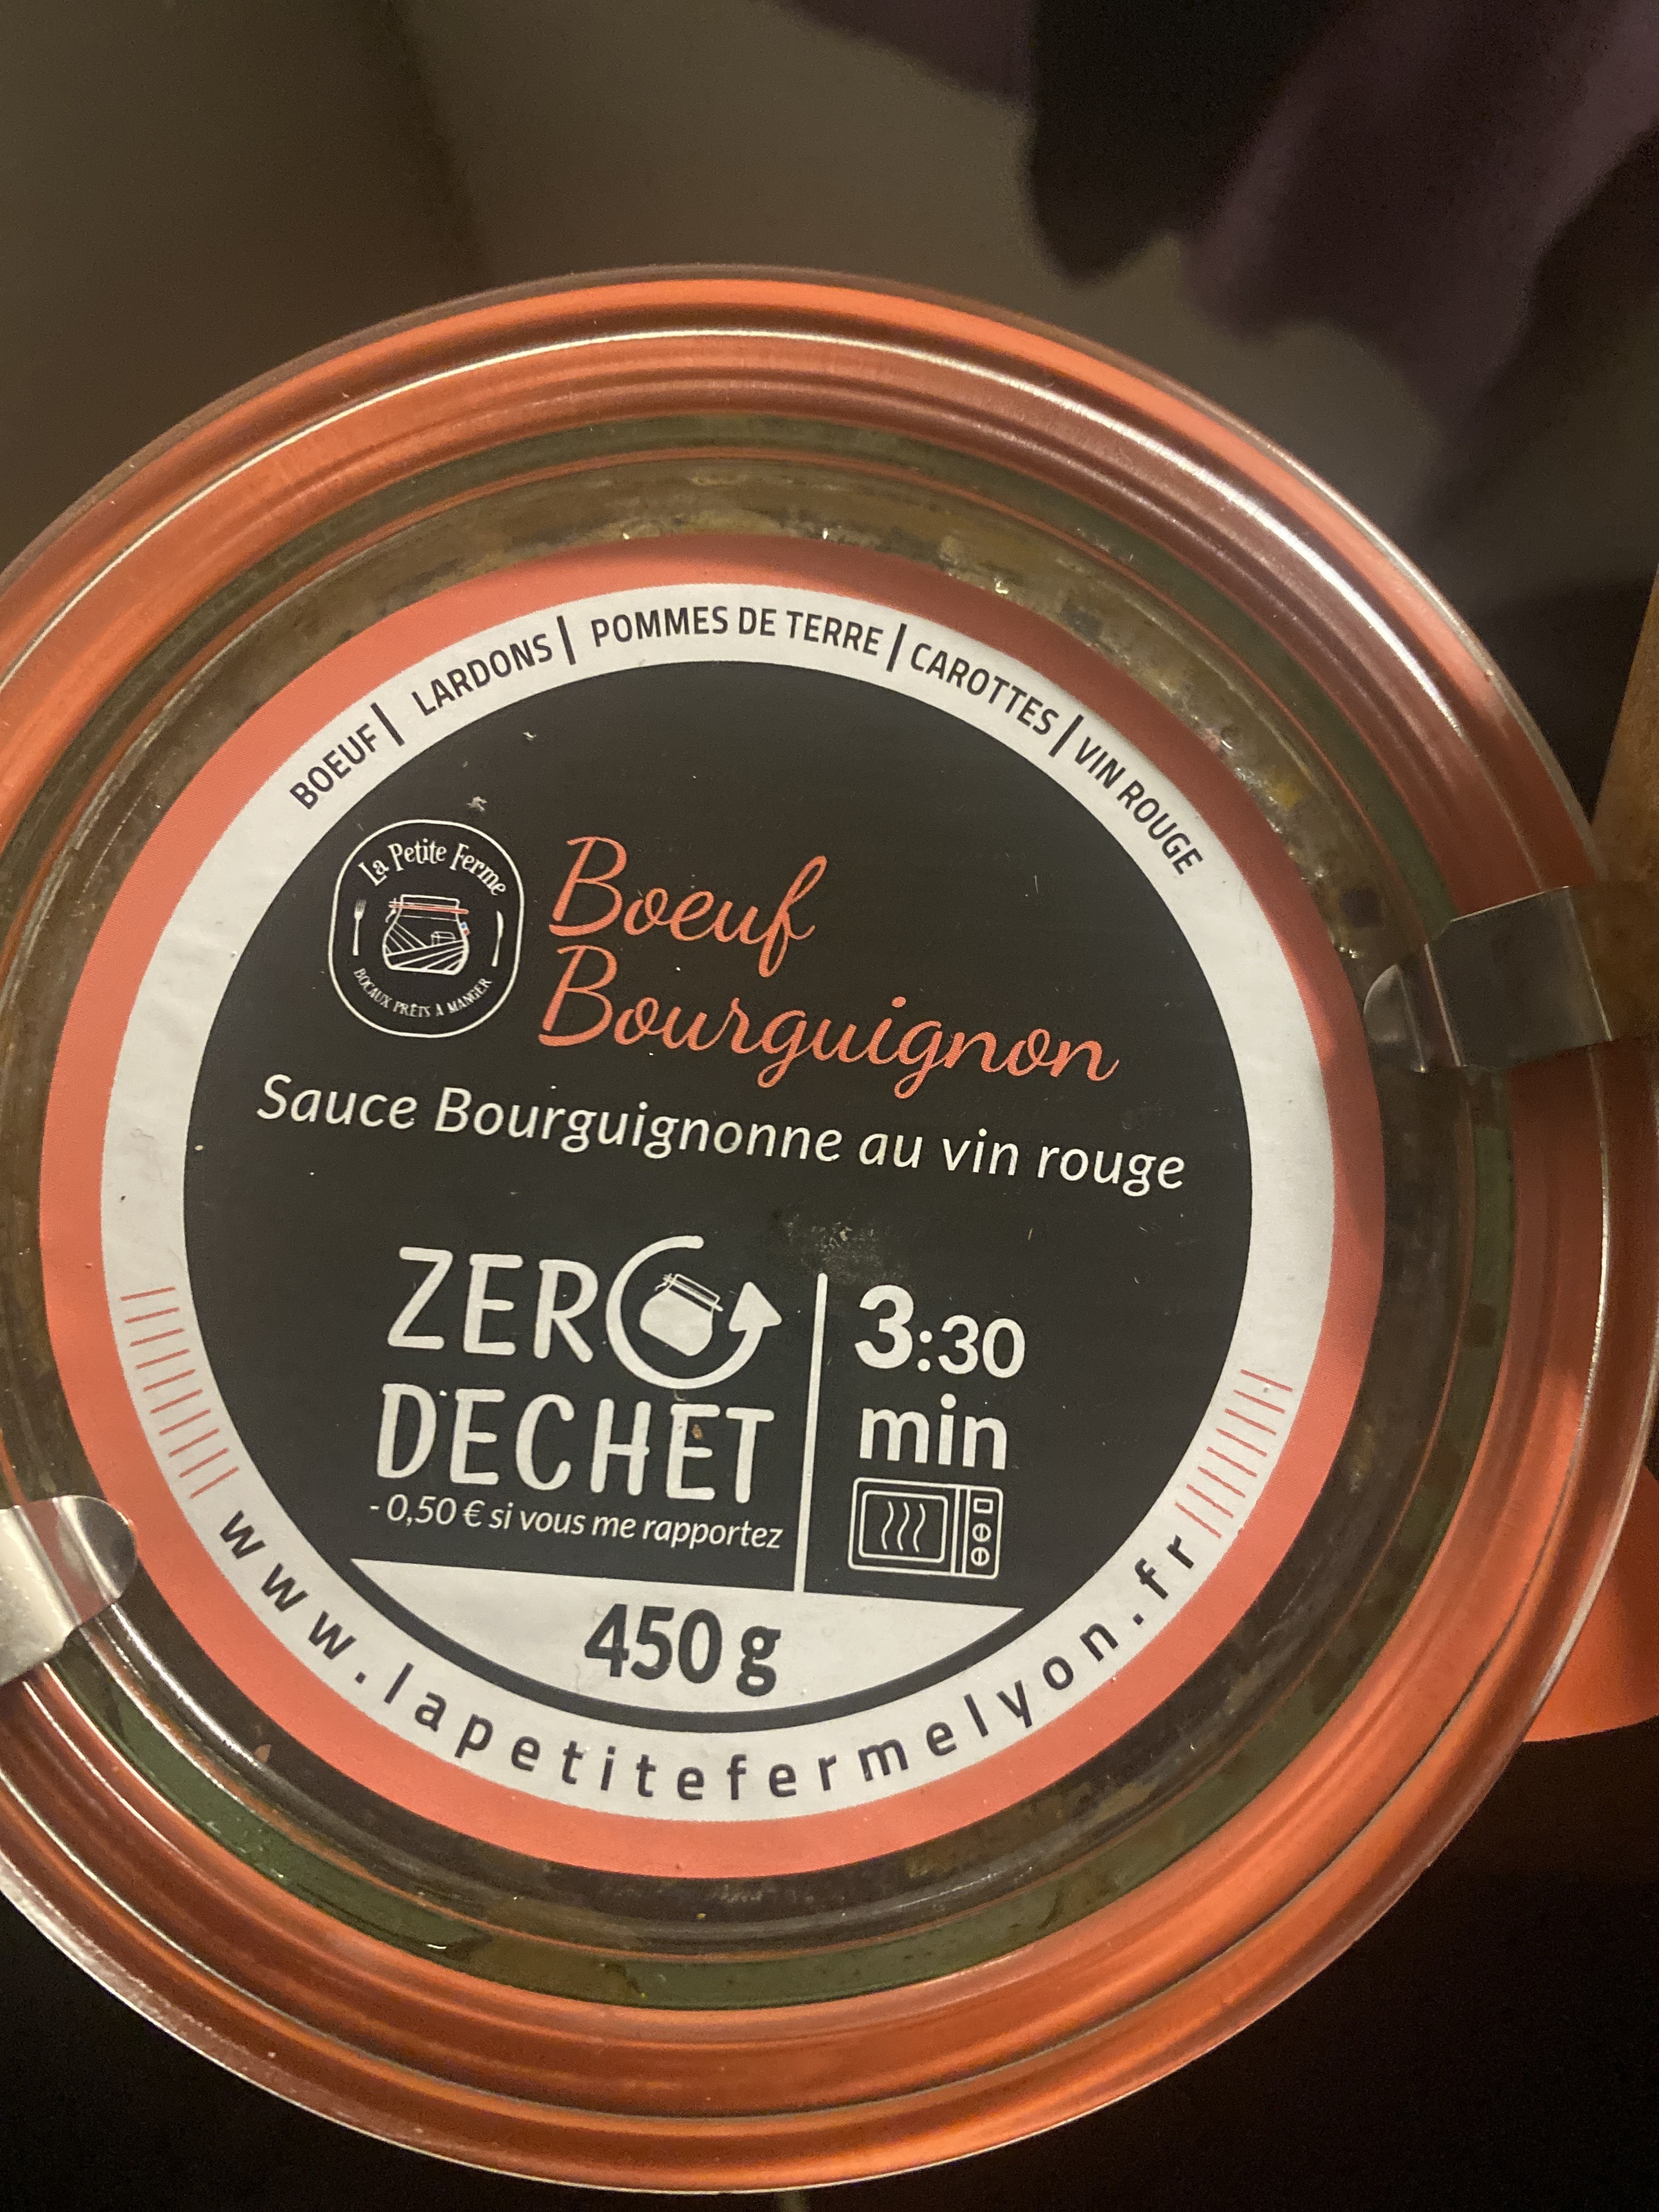 BOEUF | LARDONS | POMMES DE TERRE | CAROTTES | VIN ROUGE
La Petite Ferme
BOCAUX PRÊTS À MANGER
Boeuf
Bourguignon
Sauce Bourguignonne au vin rouge
ZERO
DECHET
- 0,50 € si vous me rapportez
3:30
min
450 g
www.lapetitefermelyon.fr